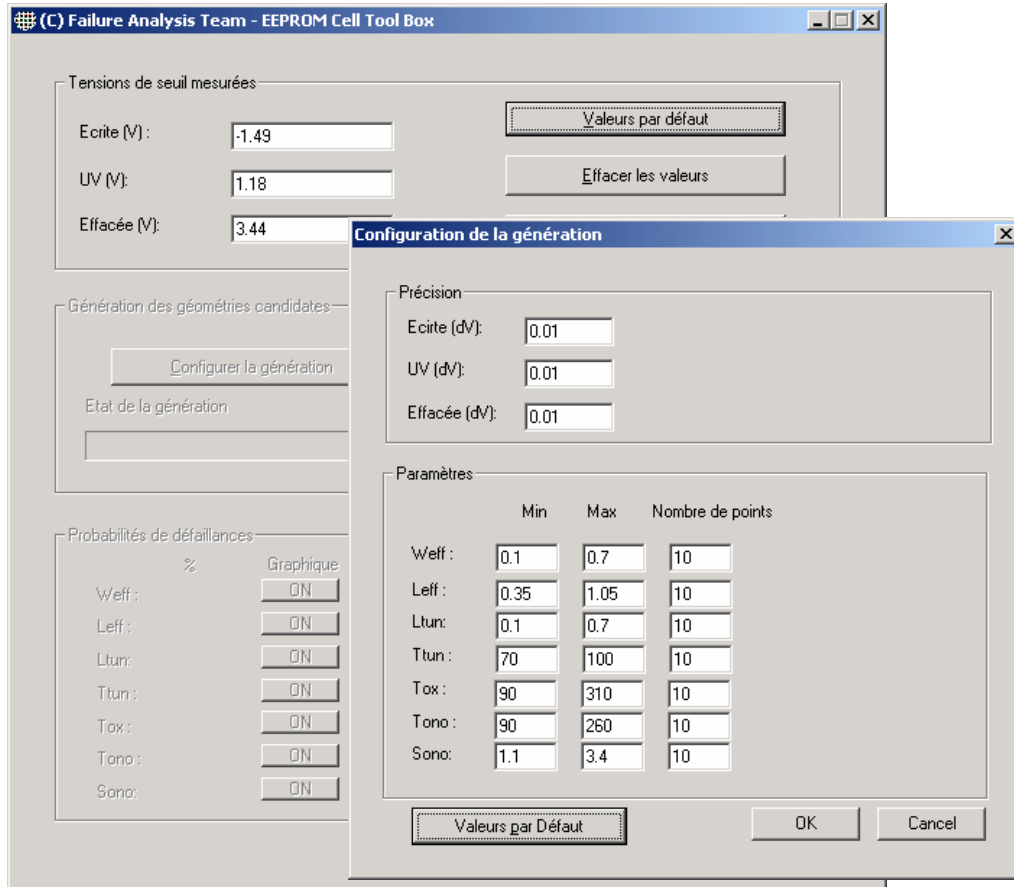 (C) Failure Analysis Team - EEPROM Cell Tool Box
Tensions de seuil mesurées
Ecrite (V) : -1.49 Valeurs par défaut
UV (V): 1.18 Effacer les valeurs
Effacée (V): 3.44
Génération des géométries candidates
Configurer la génération
Etat de la génération
Probabilités de défaillances
% Graphique
Weff : ON
Leff : ON
Ltun: ON
Ttun : ON
Tox : ON
Tono : ON
Sono: ON
Configuration de la génération
Précision
Ecirte (dV): 0.01
UV (dV): 0.01
Effacée (dV): 0.01
Paramètres
Min Max Nombre de points
Weff : 0.1 0.7 10
Leff : 0.35 1.05 10
Ltun: 0.1 0.7 10
Ttun : 70 100 10
Tox : 90 310 10
Tono : 90 260 10
Sono: 1.1 3.4 10
Valeurs par Défaut OK Cancel